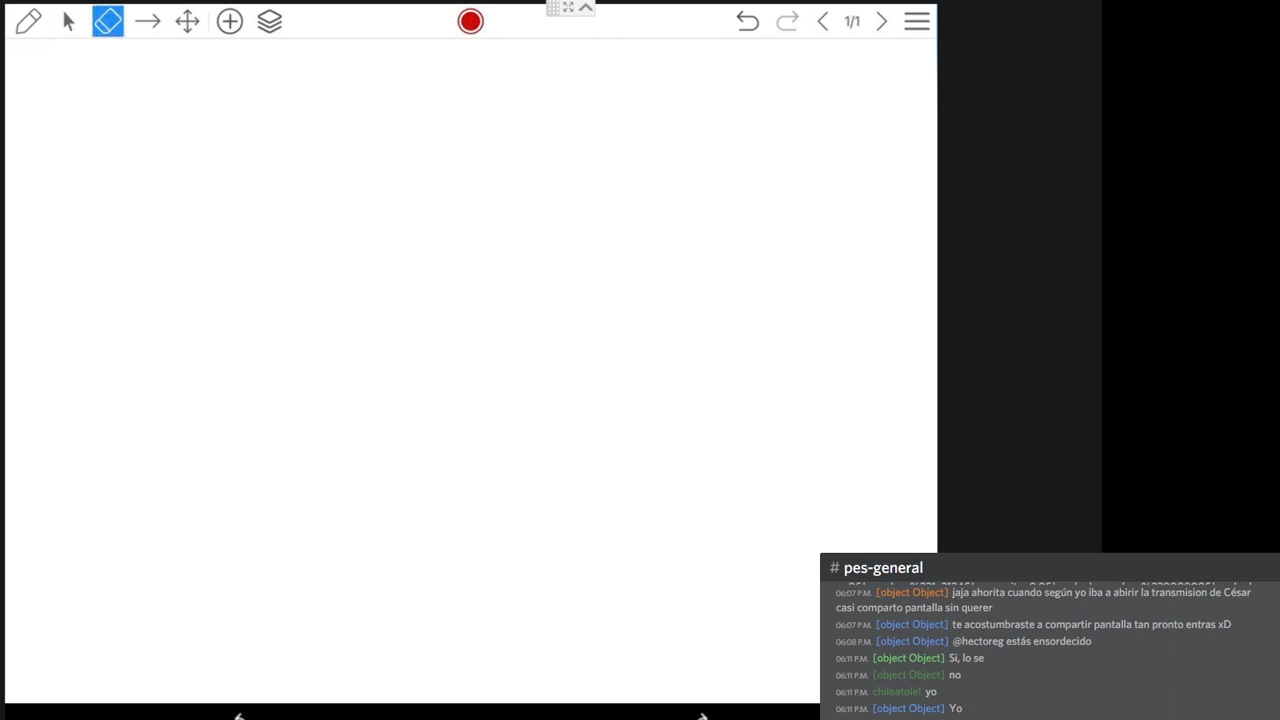 1/1
# pes-general
06:07 P.M. [object Object] jaja ahorita cuando según yo iba a abirir la transmision de César
casi comparto pantalla sin querer
06:07 P.M. [object Object] te acostumbraste a compartir pantalla tan pronto entras xD
06:08 P.M. [object Object] @hectoreg estás ensordecido
06:11 P.M. [object Object] Si, lo se
06:11 P.M. [object Object] no
06:11 P.M. chileatole! yo
06:11 P.M. [object Object] Yo